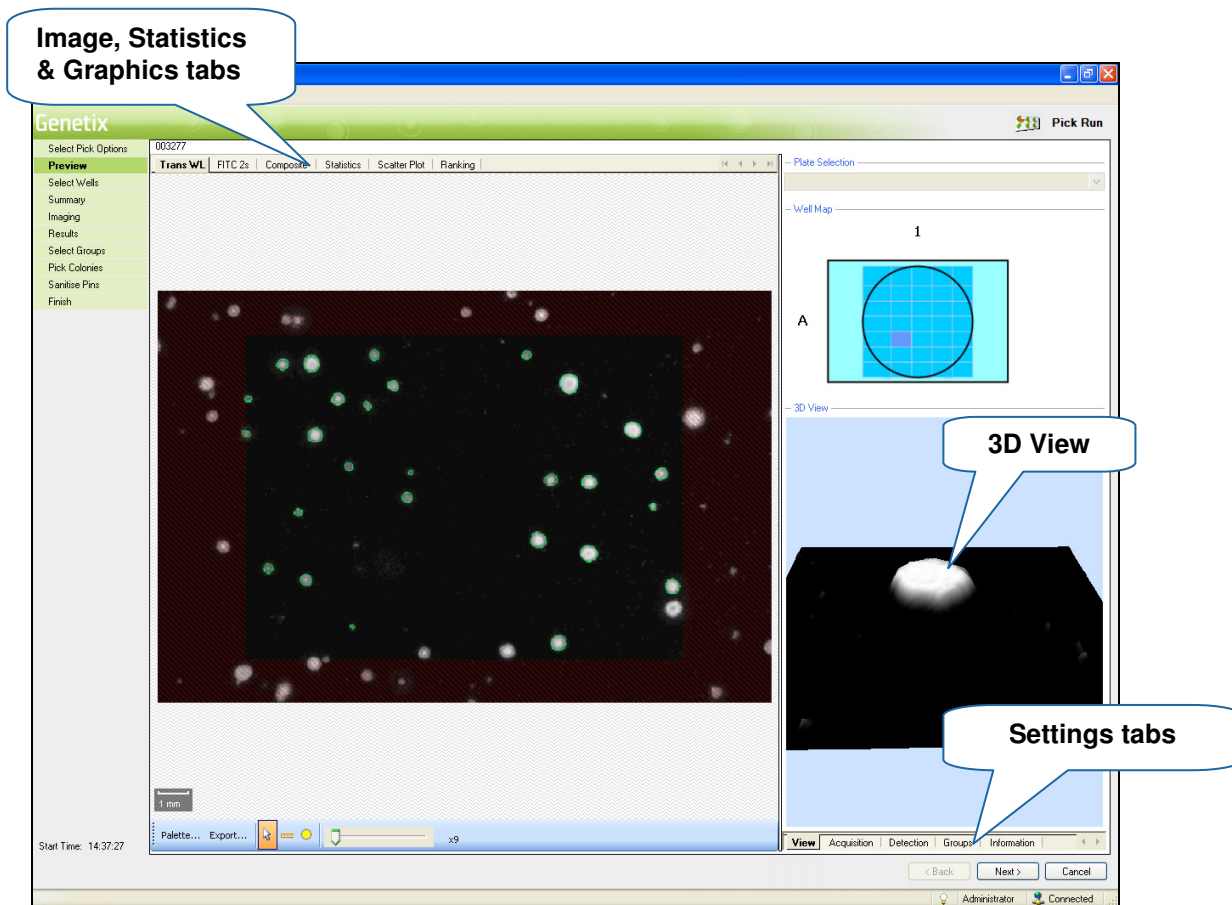 Image, Statistics
& Graphics tabs
Genetix
Pick Run
Select Pick Options
Preview
Select Wells
Summary
Imaging
Results
Select Groups
Pick Colonies
Sanitise Pins
Finish
Start Time: 14:37:27
003277
Trans WL FITC 2s Composite Statistics Scatter Plot Ranking
1 mm
Palette... Export... x9
Plate Selection
Well Map
1
A
3D View
3D View
Settings tabs
View Acquisition Detection Groups Information
< Back Next > Cancel
Administrator Connected